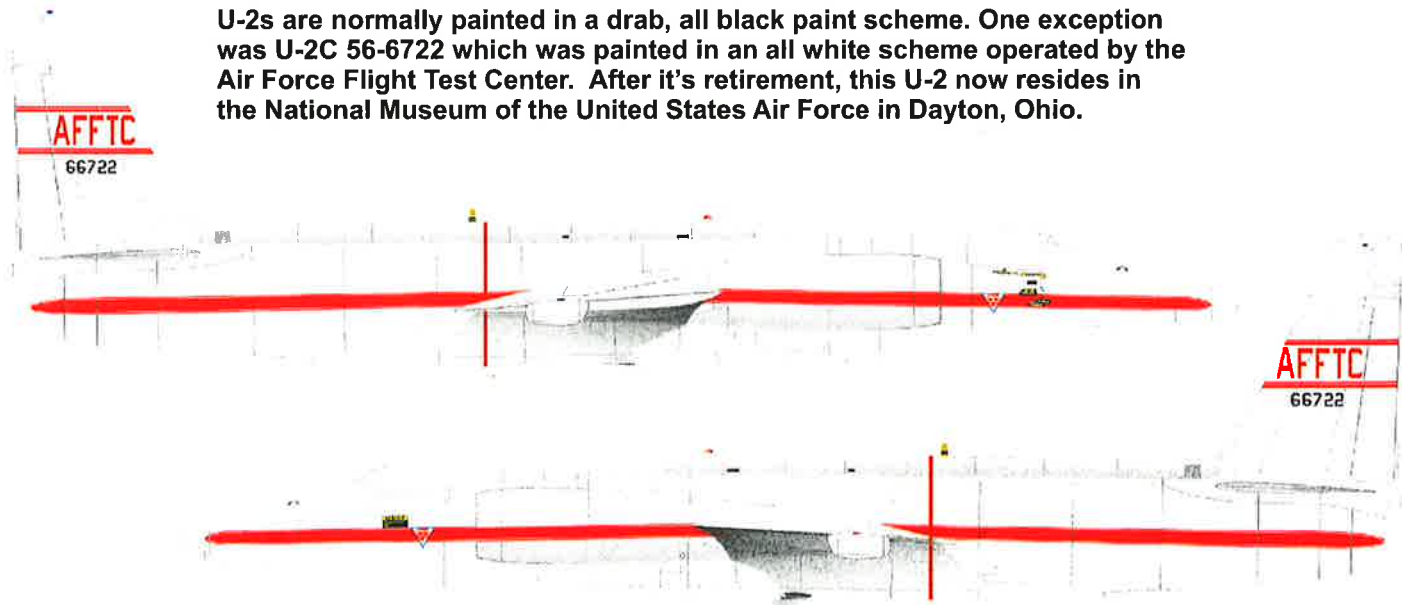 U-2s are normally painted in a drab, all black paint scheme. One exception
was U-2C 56-6722 which was painted in an all white scheme operated by the
Air Force Flight Test Center.  After it's retirement, this U-2 now resides in
the National Museum of the United States Air Force in Dayton, Ohio.
AFFTC
66722
AFFTC
66722